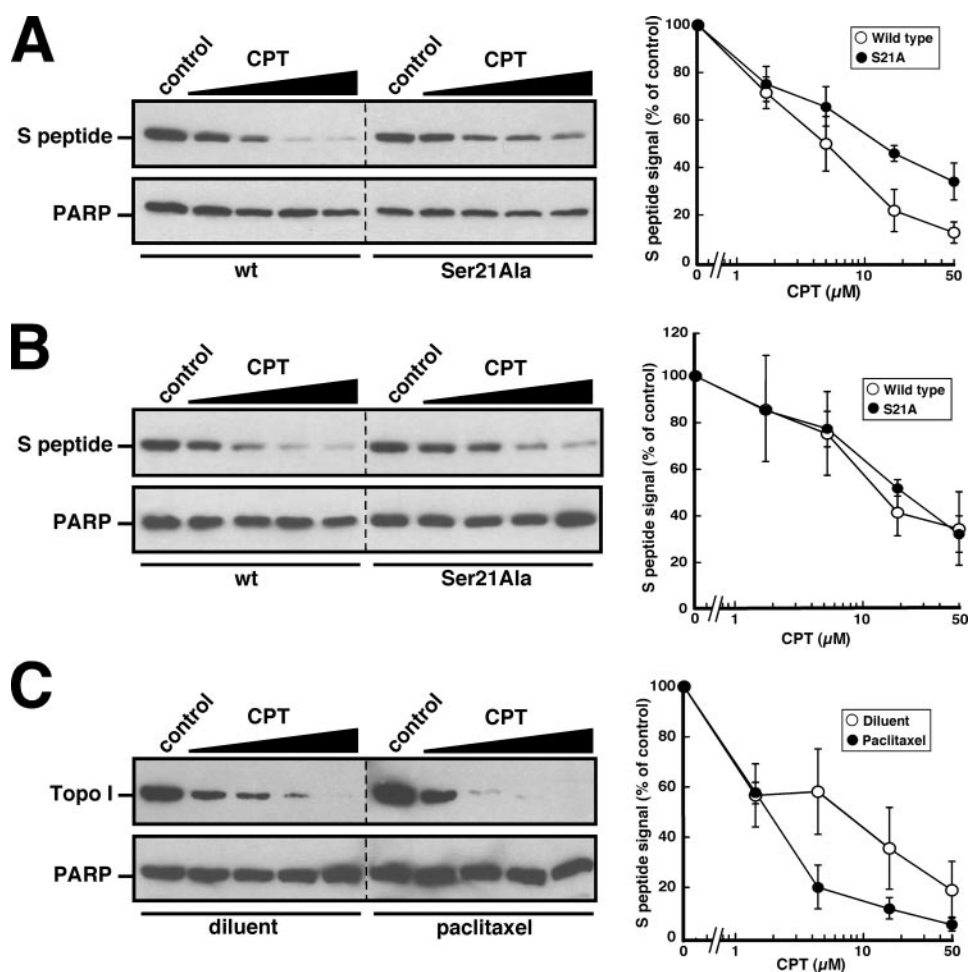 A
control
CPT
control
CPT
S peptide
PARP
wt
Ser21Ala
S peptide signal (% of control)
100
80
60
40
20
0
0
1
10
50
CPT (µM)
Wild type
S21A
B
control
CPT
control
CPT
S peptide
PARP
wt
Ser21Ala
S peptide signal (% of control)
120
100
80
60
40
20
0
0
1
10
50
CPT (µM)
Wild type
S21A
C
control
CPT
control
CPT
Topo I
PARP
diluent
paclitaxel
S peptide signal (% of control)
100
80
60
40
20
0
0
1
10
50
CPT (µM)
Diluent
Paclitaxel